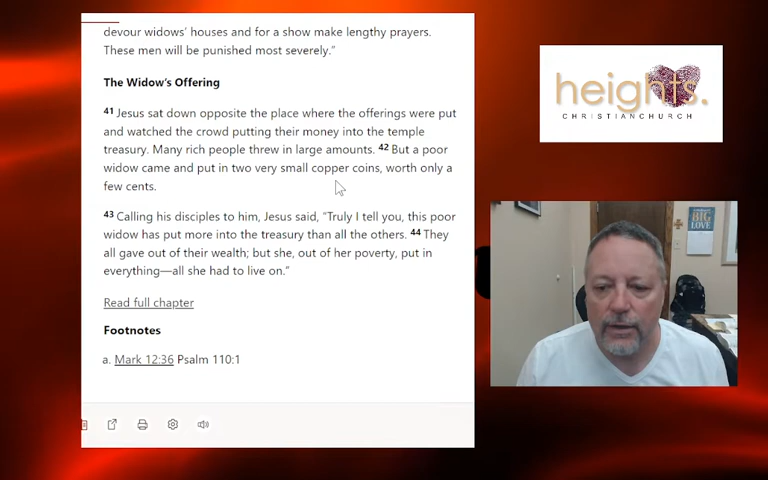 devour widows' houses and for a show make lengthy prayers.
These men will be punished most severely.”
The Widow's Offering
41 Jesus sat down opposite the place where the offerings were put
and watched the crowd putting their money into the temple
treasury. Many rich people threw in large amounts. 42 But a poor
widow came and put in two very small copper coins, worth only a
few cents.
43 Calling his disciples to him, Jesus said, “Truly I tell you, this poor
widow has put more into the treasury than all the others. 44 They
all gave out of their wealth; but she, out of her poverty, put in
everything—all she had to live on.”
Read full chapter
Footnotes
a. Mark 12:36 Psalm 110:1
heights.
CHRISTIANCHURCH
BIG
LOVE